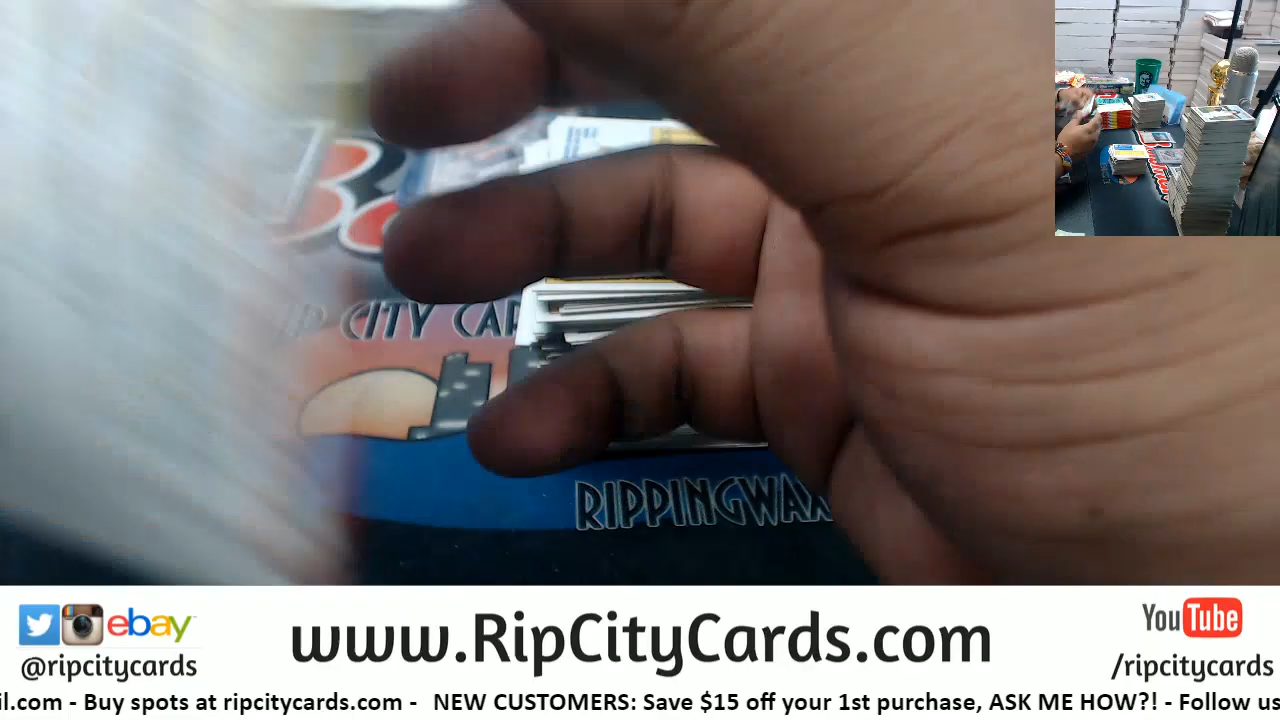 CITY
RIPPINGWAX
ebay
www.RipCityCards.com
YouTube
@ripcitycards
/ripcitycards
il.com - Buy spots at ripcitycards.com - NEW CUSTOMERS: Save $15 off your 1st purchase, ASK ME HOW?! - Follow us